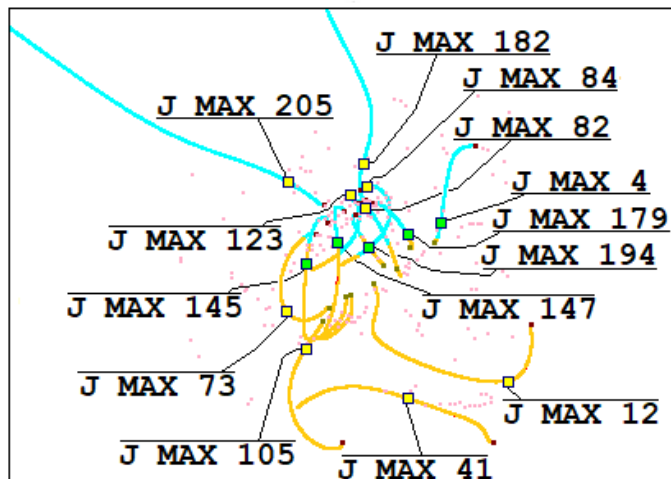 J MAX 182
J MAX 84
J MAX 205
J MAX 82
J MAX 4
J MAX 179
J MAX 123
J MAX 194
J MAX 145
J MAX 147
J MAX 73
J MAX 12
J MAX 105
J MAX 41